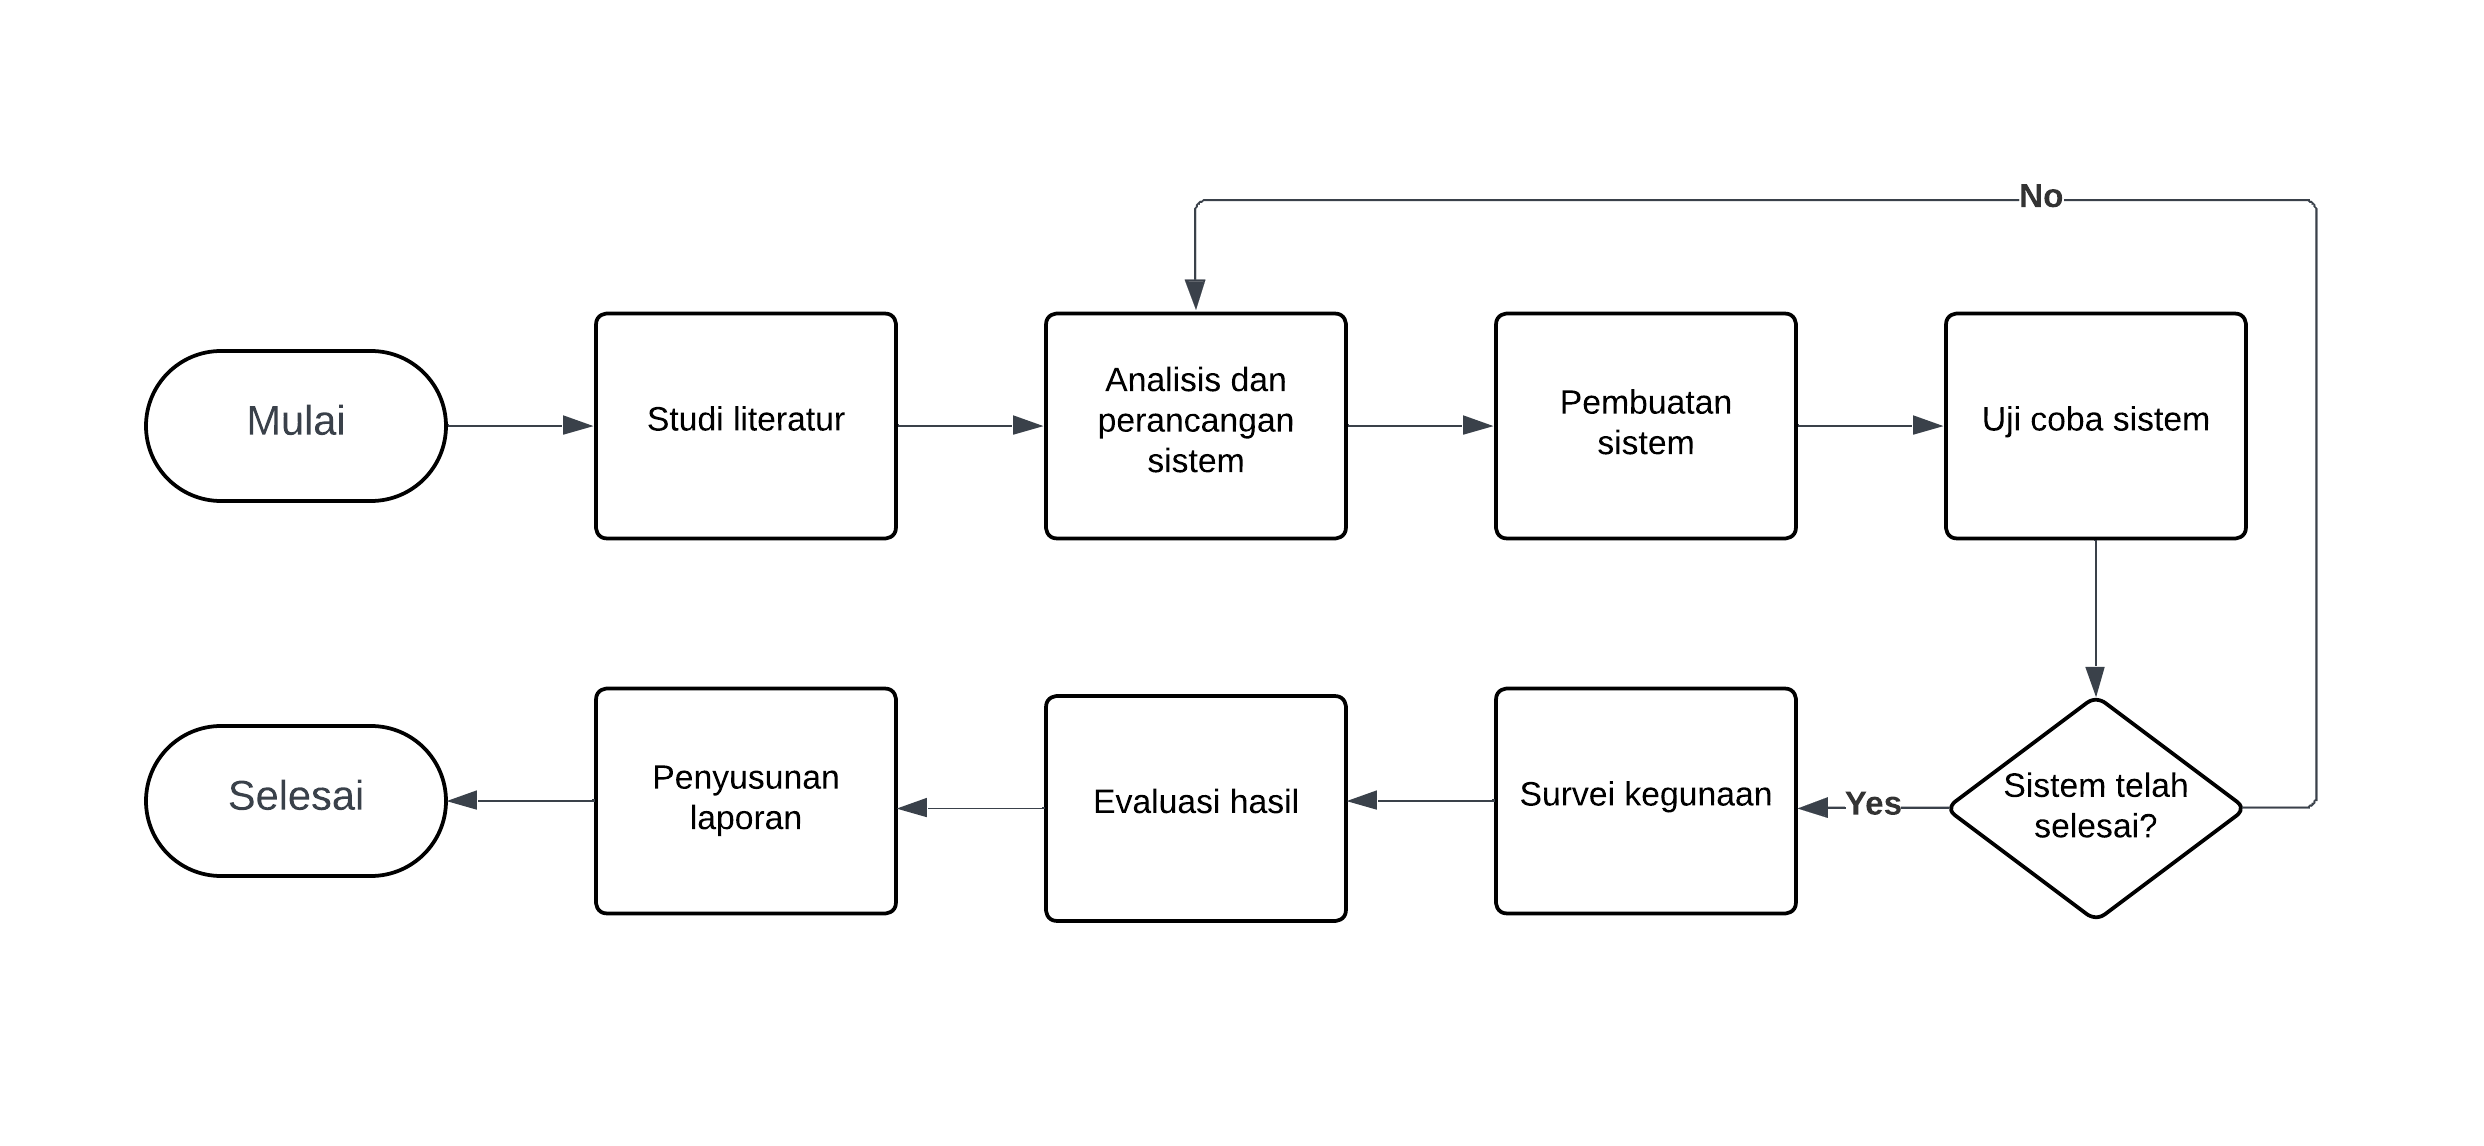 No
Mulai
Studi literatur
Analisis dan
perancangan
sistem
Pembuatan
sistem
Uji coba sistem
Sistem telah
selesai?
Yes
Survei kegunaan
Evaluasi hasil
Penyusunan
laporan
Selesai